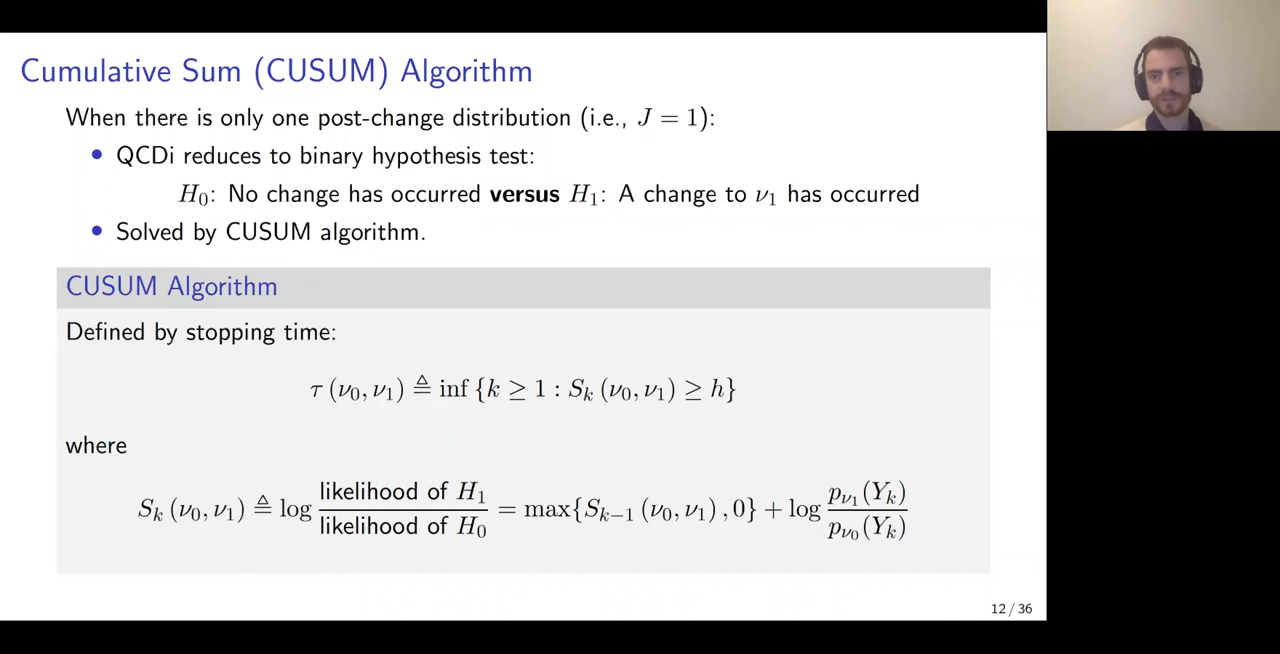 Cumulative Sum (CUSUM) Algorithm
When there is only one post-change distribution (i.e., J = 1):
• QCDi reduces to binary hypothesis test:
H₀: No change has occurred versus H₁: A change to ν₁ has occurred
• Solved by CUSUM algorithm.
CUSUM Algorithm
Defined by stopping time:
τ (ν₀, ν₁) ≜ inf {k ≥ 1 : Sₖ (ν₀, ν₁) ≥ h}
where
Sₖ (ν₀, ν₁) ≜ log (likelihood of H₁ / likelihood of H₀) = max{Sₖ₋₁ (ν₀, ν₁) , 0} + log (p_ν₁(Yₖ) / p_ν₀(Yₖ))
12 / 36